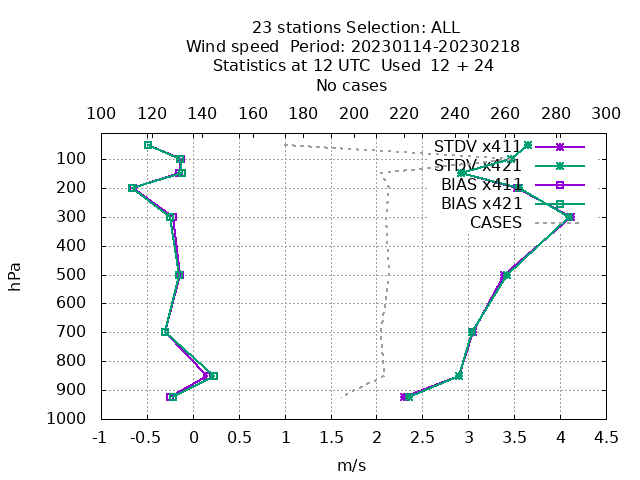 23 stations Selection: ALL
Wind speed  Period: 20230114-20230218
Statistics at 12 UTC  Used  12 + 24
No cases
100 120 140 160 180 200 220 240 260 280 300
STDV x411
STDV x421
BIAS x411
BIAS x421
CASES
hPa
100
200
300
400
500
600
700
800
900
1000
-1 -0.5 0 0.5 1 1.5 2 2.5 3 3.5 4 4.5
m/s